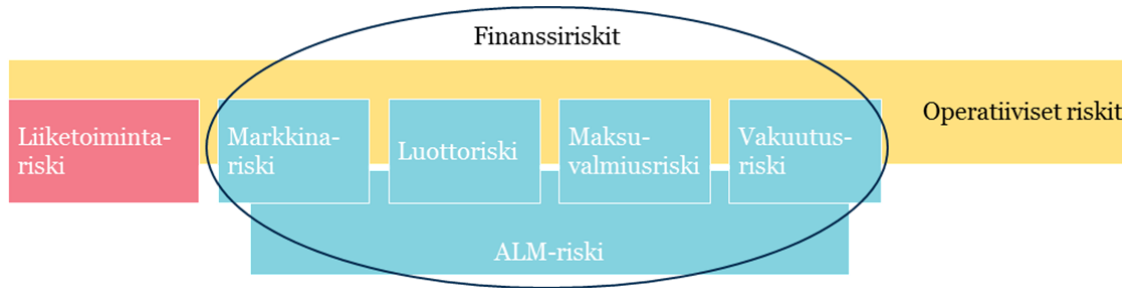 Finanssiriskit
Operatiiviset riskit
Liiketoiminta-
riski
Markkina-
riski
Luottoriski
Maksu-
valmiusriski
Vakuutus-
riski
ALM-riski